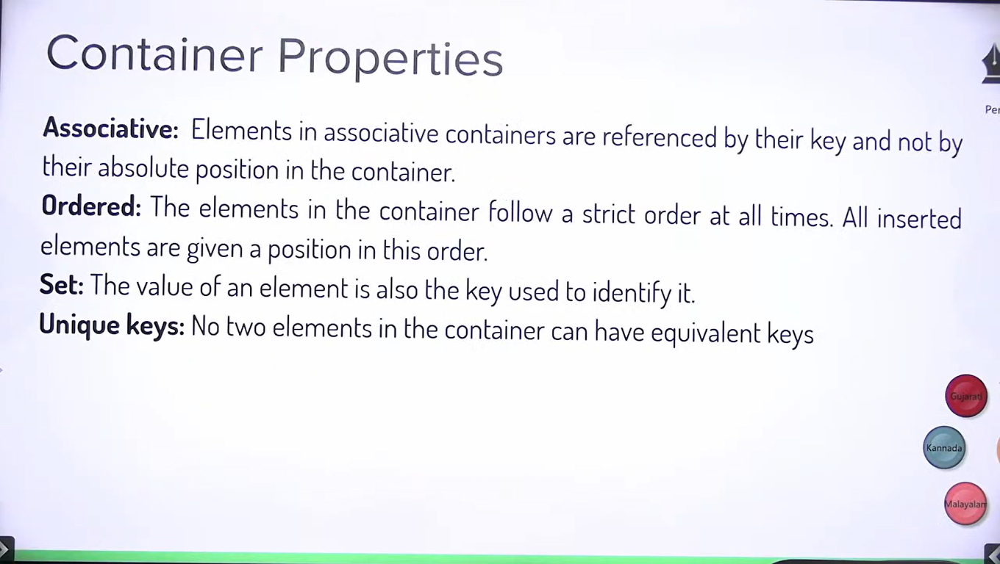 Container Properties
Associative: Elements in associative containers are referenced by their key and not by
their absolute position in the container.
Ordered: The elements in the container follow a strict order at all times. All inserted
elements are given a position in this order.
Set: The value of an element is also the key used to identify it.
Unique keys: No two elements in the container can have equivalent keys
Gujarati
Kannada
Malayalam